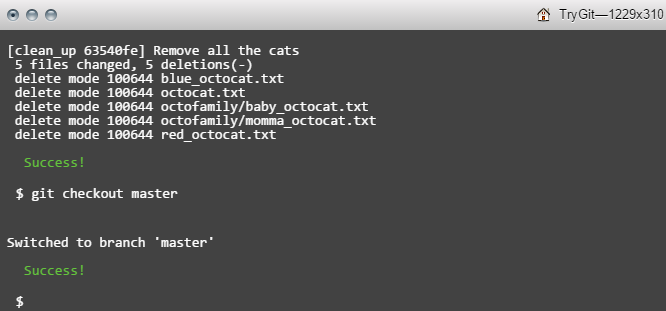 TryGit—1229x310
[clean_up 63540fe] Remove all the cats
5 files changed, 5 deletions(-)
delete mode 100644 blue_octocat.txt
delete mode 100644 octocat.txt
delete mode 100644 octofamily/baby_octocat.txt
delete mode 100644 octofamily/momma_octocat.txt
delete mode 100644 red_octocat.txt
Success!
$ git checkout master
Switched to branch 'master'
Success!
$